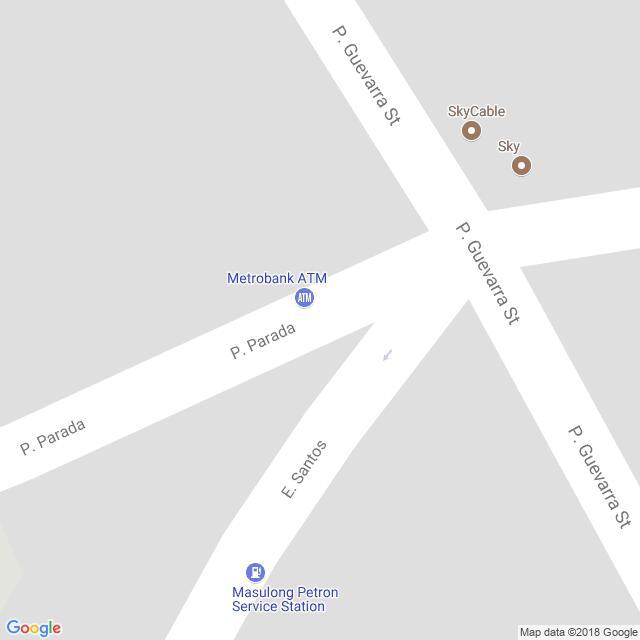 P. Guevarra St
SkyCable
Sky
P. Guevarra St
Metrobank ATM
ATM
P. Parada
P. Parada
E. Santos
P. Guevarra St
Masulong Petron
Service Station
Google
Map data ©2018 Google